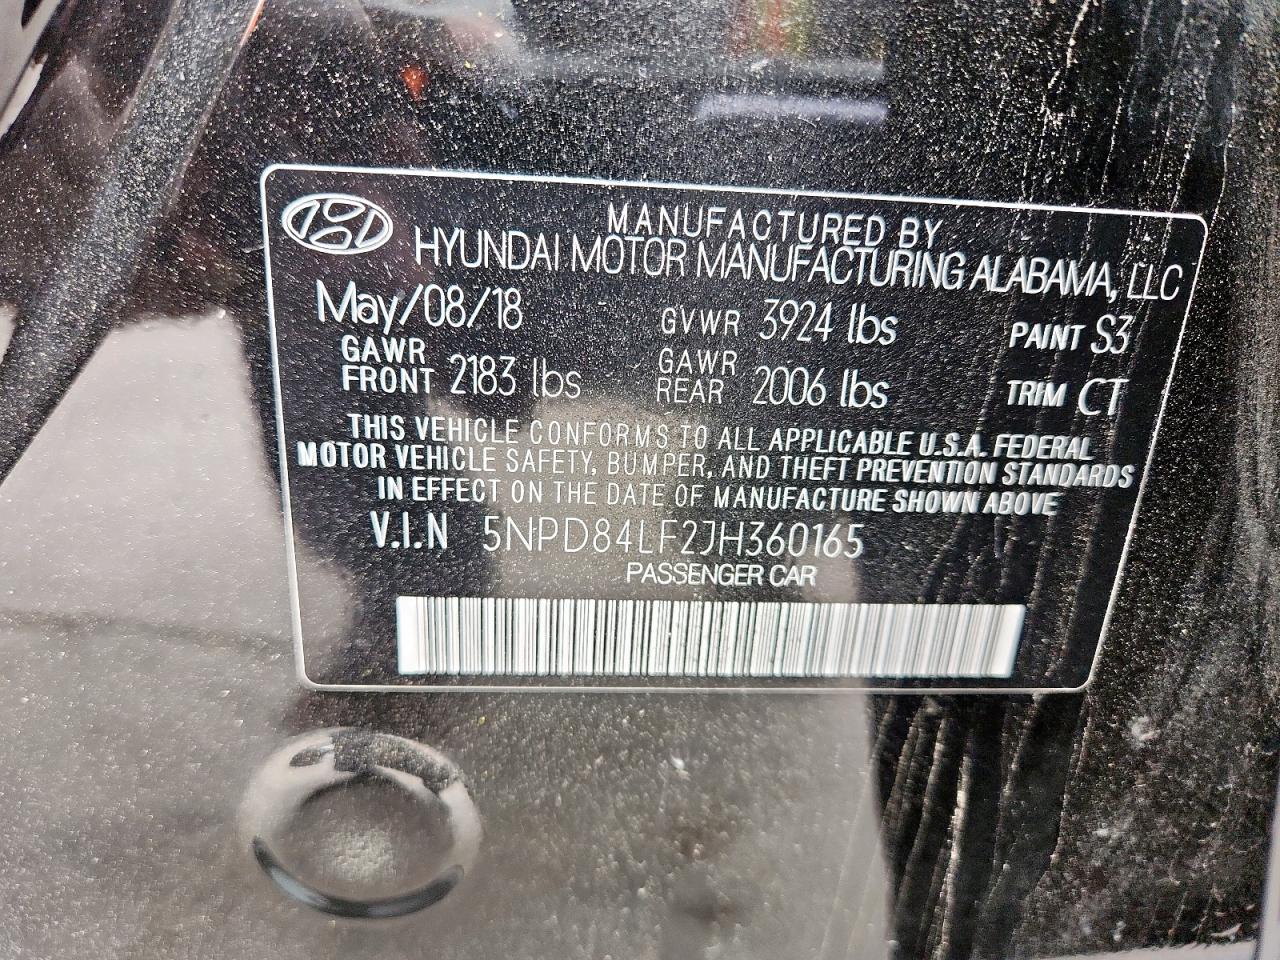 MANUFACTURED BY
HYUNDAI MOTOR MANUFACTURING ALABAMA, LLC
May/08/18 GVWR 3924 lbs PAINT S3
GAWR FRONT 2183 lbs GAWR REAR 2006 lbs TRIM CT
THIS VEHICLE CONFORMS TO ALL APPLICABLE U.S.A. FEDERAL
MOTOR VEHICLE SAFETY, BUMPER, AND THEFT PREVENTION STANDARDS
IN EFFECT ON THE DATE OF MANUFACTURE SHOWN ABOVE
V.I.N 5NPD84LF2JH360165
PASSENGER CAR